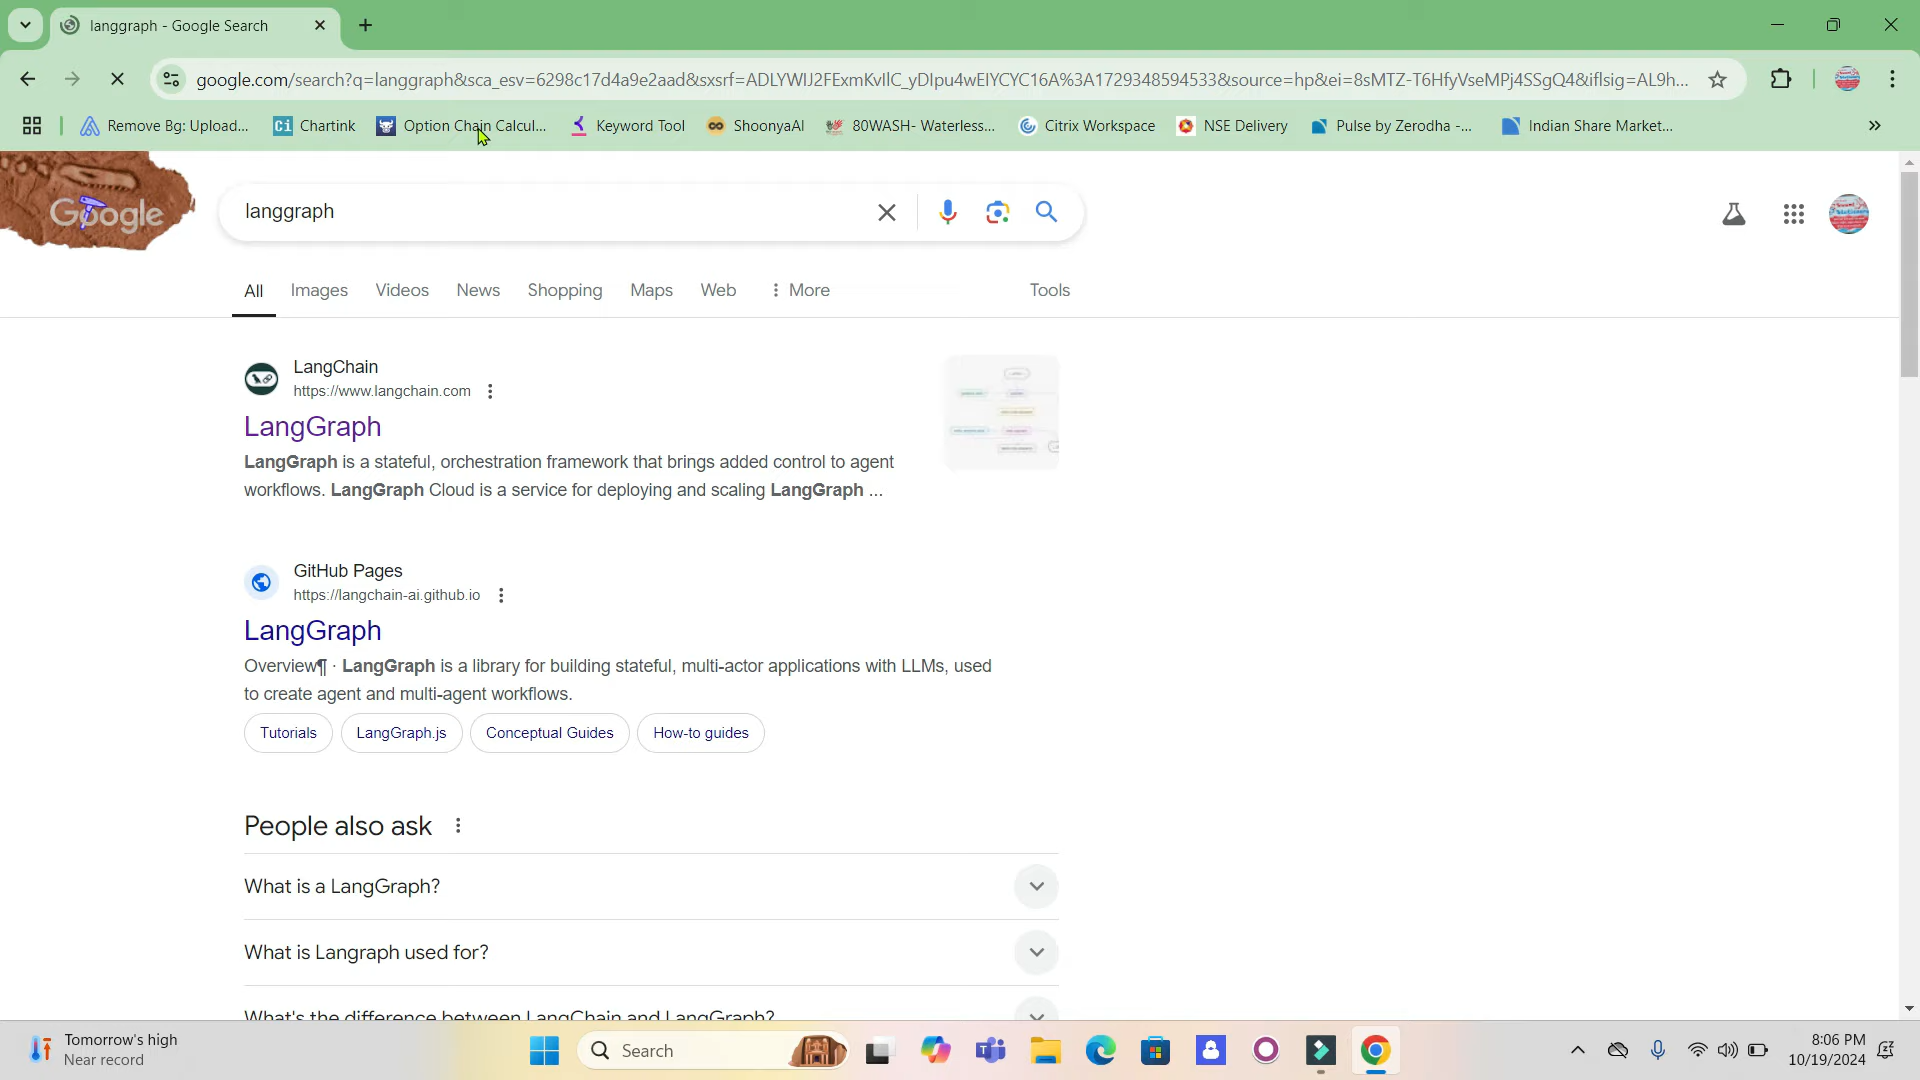 langgraph - Google Search
google.com/search?q=langgraph&sca_esv=6298c17d4a9e2aad&sxsrf=ADLYWIJ2FExmKvIlC_yDIpu4wEIYCYC16A%3A1729348594533&source=hp&ei=8sMTZ-T6HfyVseMPj4SSgQ4&iflsig=AL9h...
Remove Bg: Upload...
Chartink
Option Chain Calcul...
Keyword Tool
ShoonyaAI
80WASH- Waterless...
Citrix Workspace
NSE Delivery
Pulse by Zerodha -...
Indian Share Market...
Google
langgraph
All
Images
Videos
News
Shopping
Maps
Web
More
Tools
LangChain
https://www.langchain.com
LangGraph
LangGraph is a stateful, orchestration framework that brings added control to agent
workflows. LangGraph Cloud is a service for deploying and scaling LangGraph ...
GitHub Pages
https://langchain-ai.github.io
LangGraph
Overview¶ · LangGraph is a library for building stateful, multi-actor applications with LLMs, used
to create agent and multi-agent workflows.
Tutorials
LangGraph.js
Conceptual Guides
How-to guides
People also ask
What is a LangGraph?
What is Langraph used for?
What's the difference between LangChain and LangGraph?
Tomorrow's high
Near record
Search
8:06 PM
10/19/2024